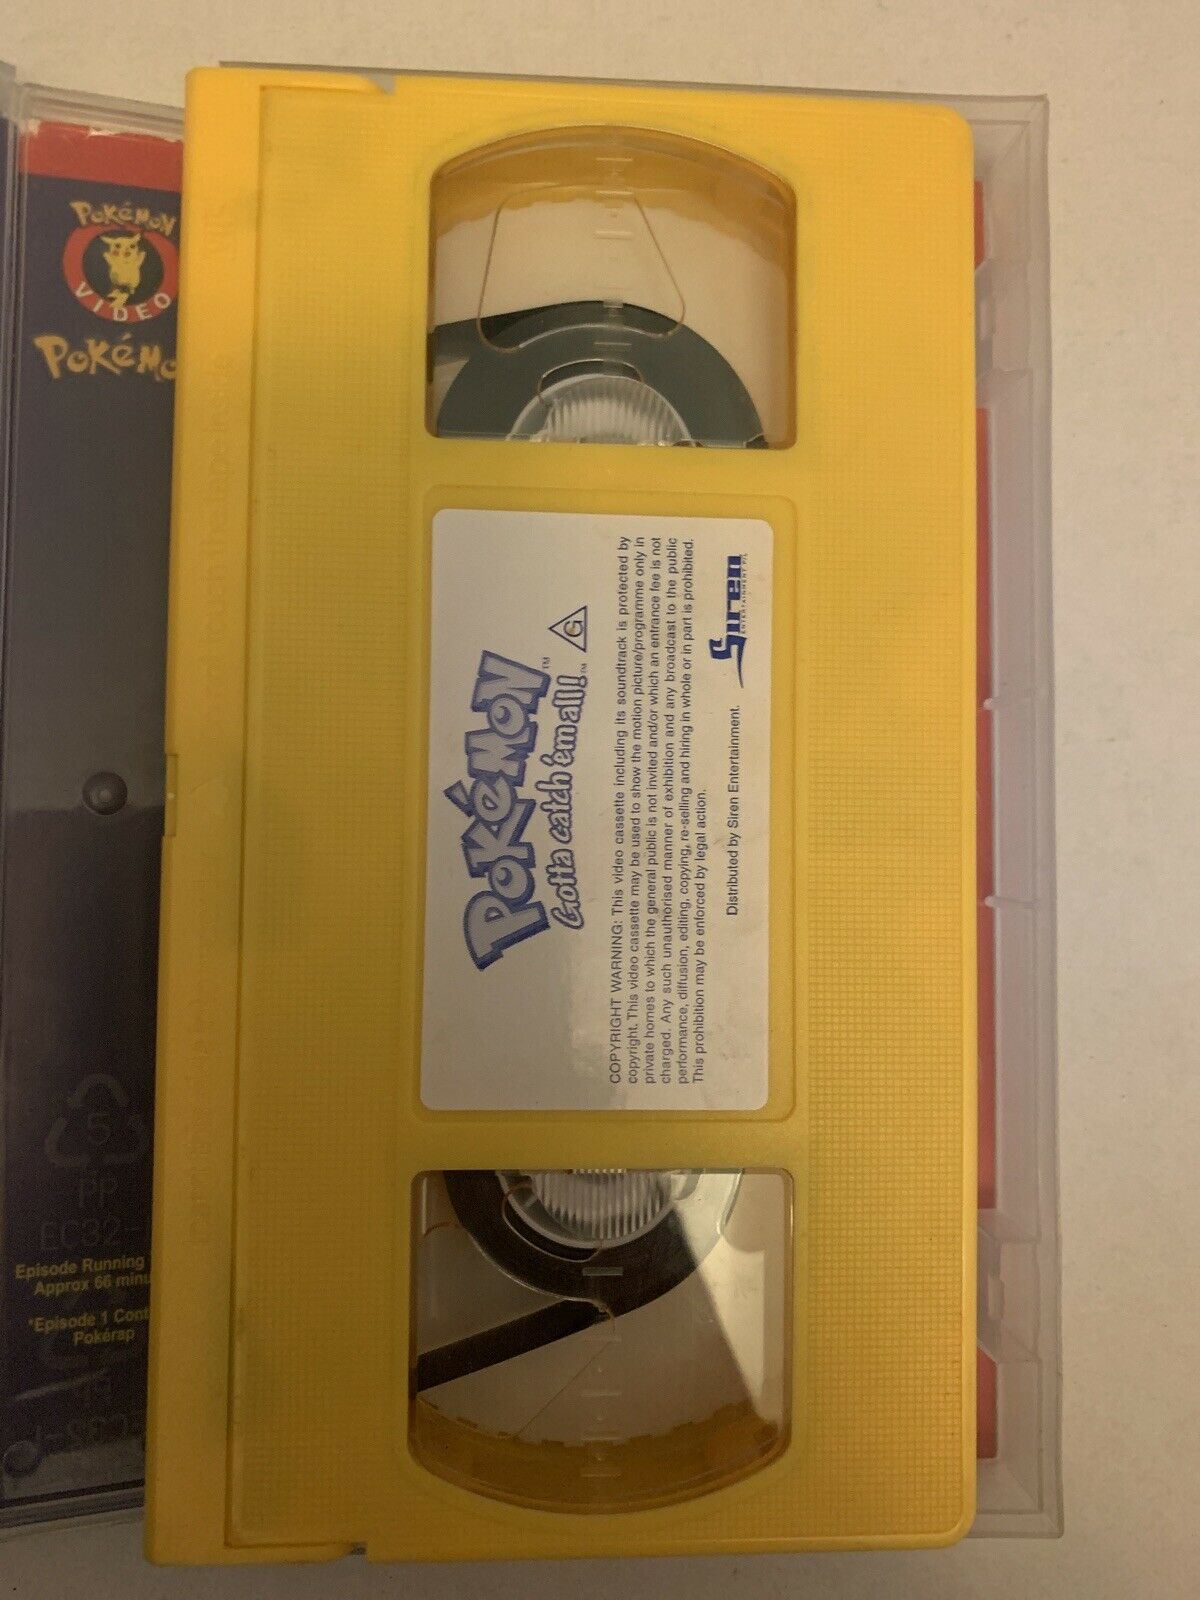 POKéMON
VIDEO
POKéMO
5
PP
EC32-
Episode Running
Approx 66 minu
*Episode 1 Cont
Pokérap
POKéMON™
Gotta catch 'em all!™
G
COPYRIGHT WARNING: This video cassette including its soundtrack is protected by
copyright. This video cassette may be used to show the motion picture/programme only in
private homes to which the general public is not invited and/or which an entrance fee is not
charged. Any such unauthorised manner of exhibition and any broadcast to the public
performance, diffusion, editing, copying, re-selling and hiring in whole or in part is prohibited.
This prohibition may be enforced by legal action.
Distributed by Siren Entertainment.
Siren
ENTERTAINMENT P/L